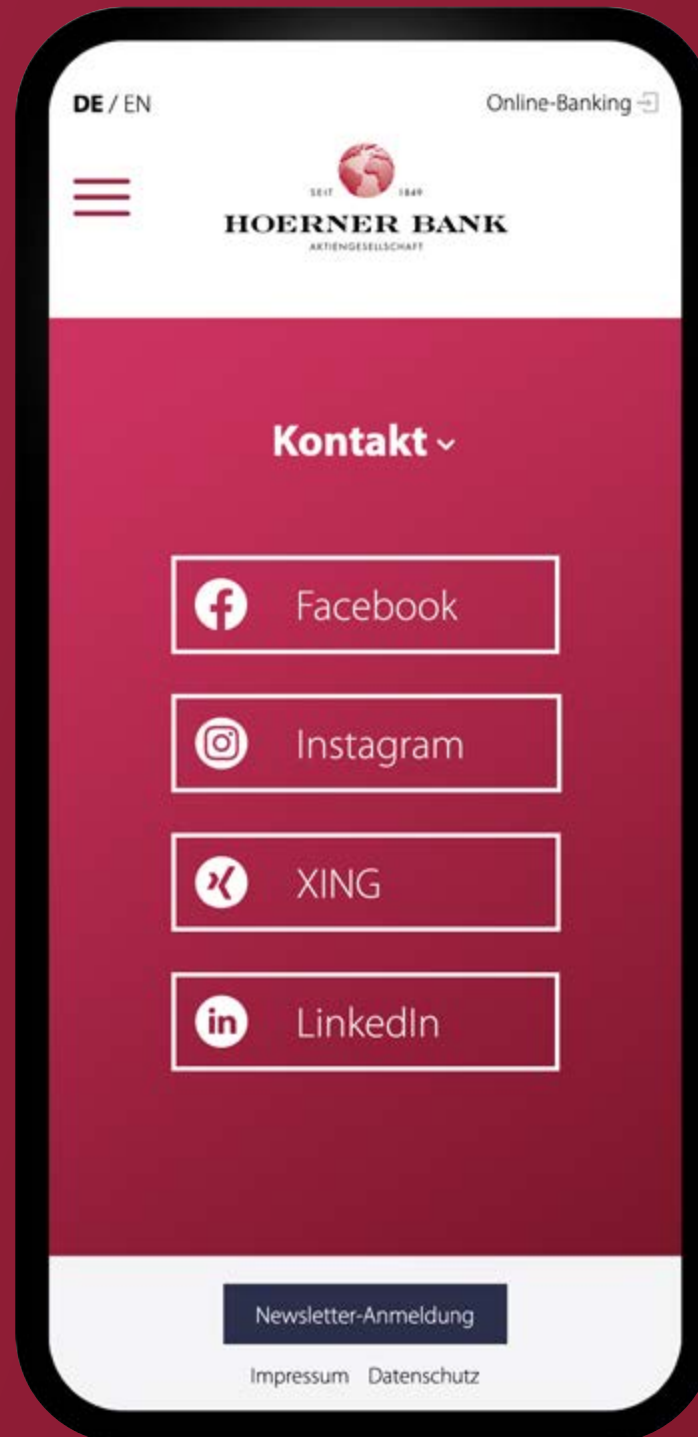 DE / EN
Online-Banking
SEIT 1849
HOERNER BANK
AKTIENGESELLSCHAFT
Kontakt
Facebook
Instagram
XING
LinkedIn
Newsletter-Anmeldung
Impressum Datenschutz